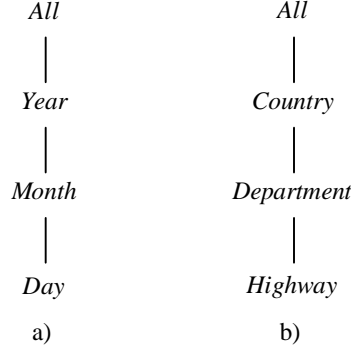 All All
Year Country
Month Department
Day Highway
a) b)